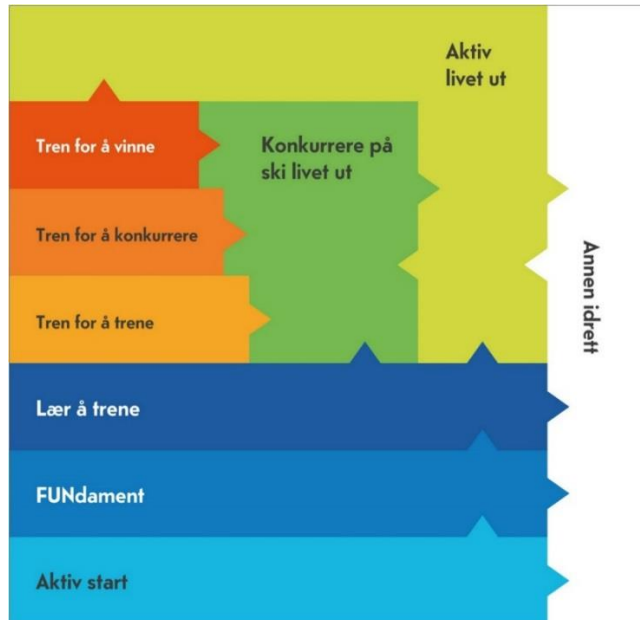 Aktiv
livet ut
Tren for å vinne
Konkurrere på
ski livet ut
Tren for å konkurrere
Annen idrett
Tren for å trene
Lær å trene
FUNdament
Aktiv start